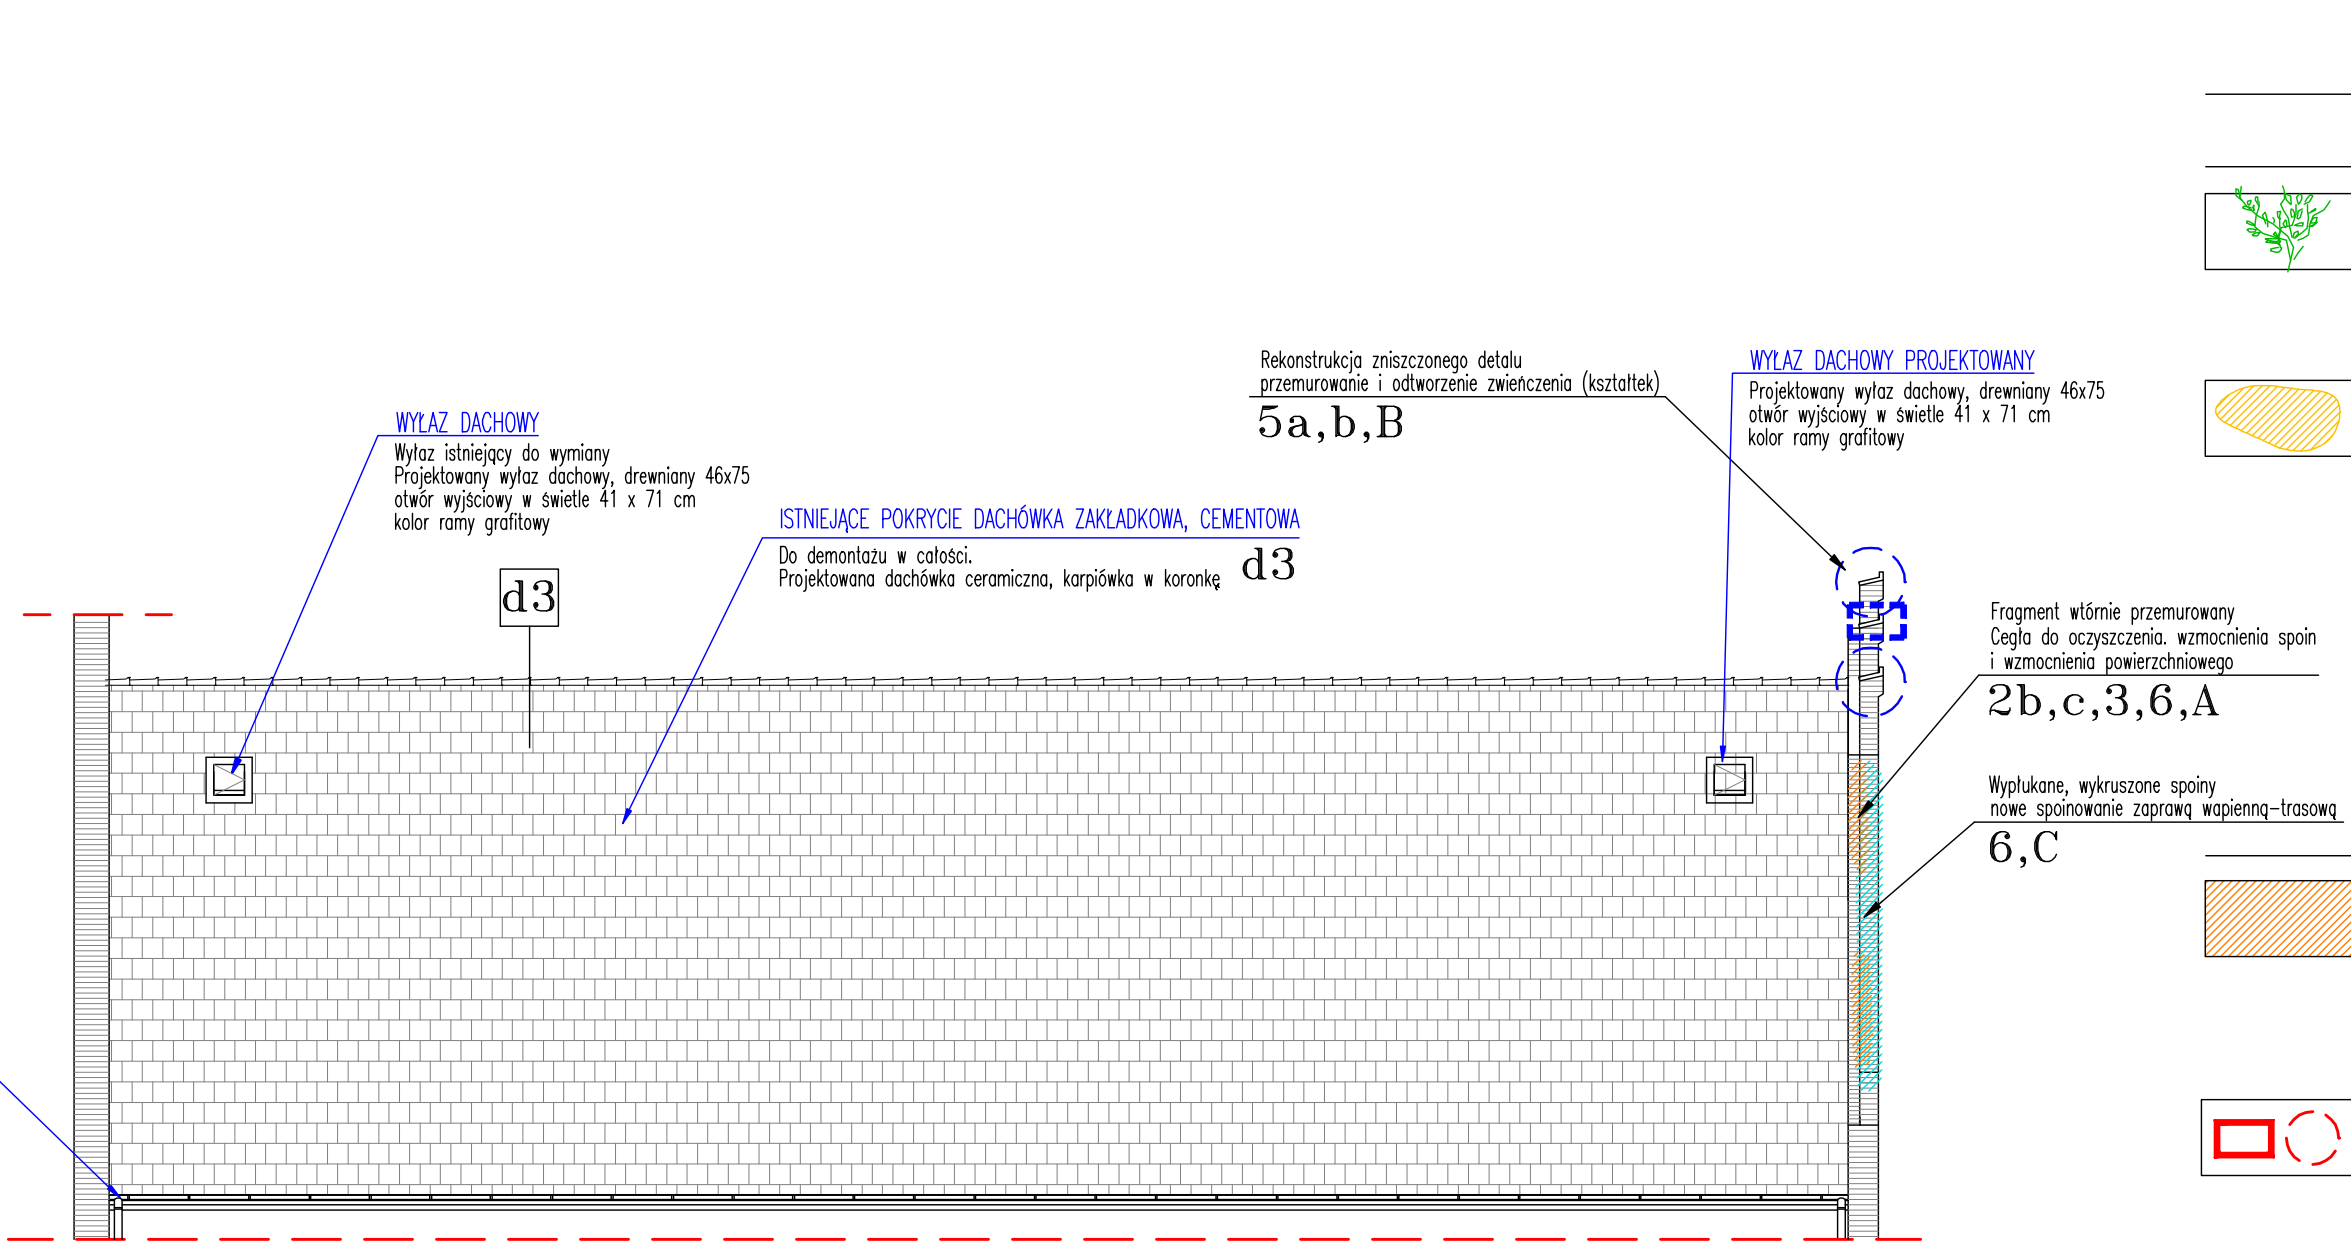 Rekonstrukcja zniszczonego detalu
przemurowanie i odtworzenie zwieńczenia (kształtek)
5a,b,B
WYŁAZ DACHOWY PROJEKTOWANY
Projektowany wyłaz dachowy, drewniany 46x75
otwór wyjściowy w świetle 41 x 71 cm
kolor ramy grafitowy
WYŁAZ DACHOWY
Wyłaz istniejący do wymiany
Projektowany wyłaz dachowy, drewniany 46x75
otwór wyjściowy w świetle 41 x 71 cm
kolor ramy grafitowy
ISTNIEJĄCE POKRYCIE DACHÓWKA ZAKŁADKOWA, CEMENTOWA
Do demontażu w całości.
Projektowana dachówka ceramiczna, karpiówka w koronkę
d3
d3
Fragment wtórnie przemurowany
Cegła do oczyszczenia. wzmocnienia spoin
i wzmocnienia powierzchniowego
2b,c,3,6,A
Wypłukane, wykruszone spoiny
nowe spoinowanie zaprawą wapienną-trasową
6,C